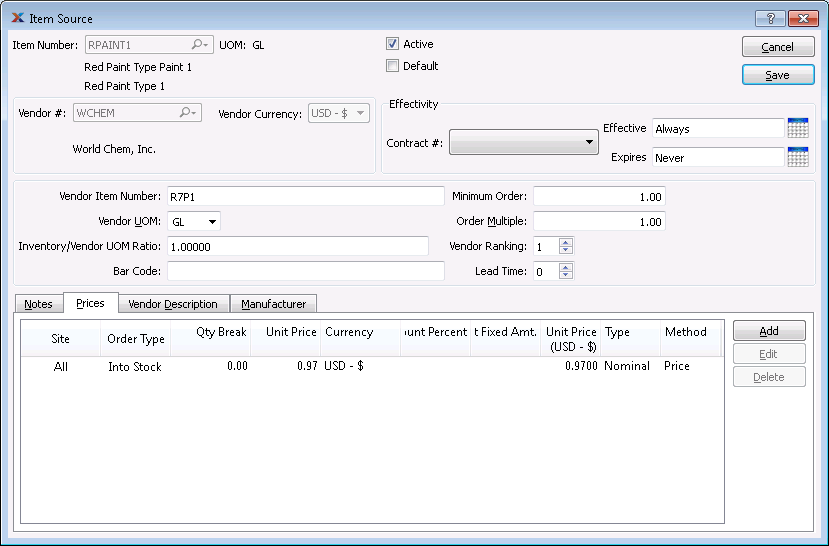 Item Source
Item Number: RPAINT1 UOM: GL
Active
Cancel
Red Paint Type Paint 1
Default
Red Paint Type 1
Save
Vendor #: WCHEM Vendor Currency: USD - $
Effectivity
Contract #:
Effective Always
World Chem, Inc.
Expires Never
Vendor Item Number: R7P1 Minimum Order: 1.00
Vendor UOM: GL Order Multiple: 1.00
Inventory/Vendor UOM Ratio: 1.00000 Vendor Ranking: 1
Bar Code: Lead Time: 0
Notes Prices Vendor Description Manufacturer
Site Order Type Qty Break Unit Price Currency unt Percent t Fixed Amt. Unit Price (USD - $) Type Method
All Into Stock 0.00 0.97 USD - $ 0.9700 Nominal Price
Add
Edit
Delete